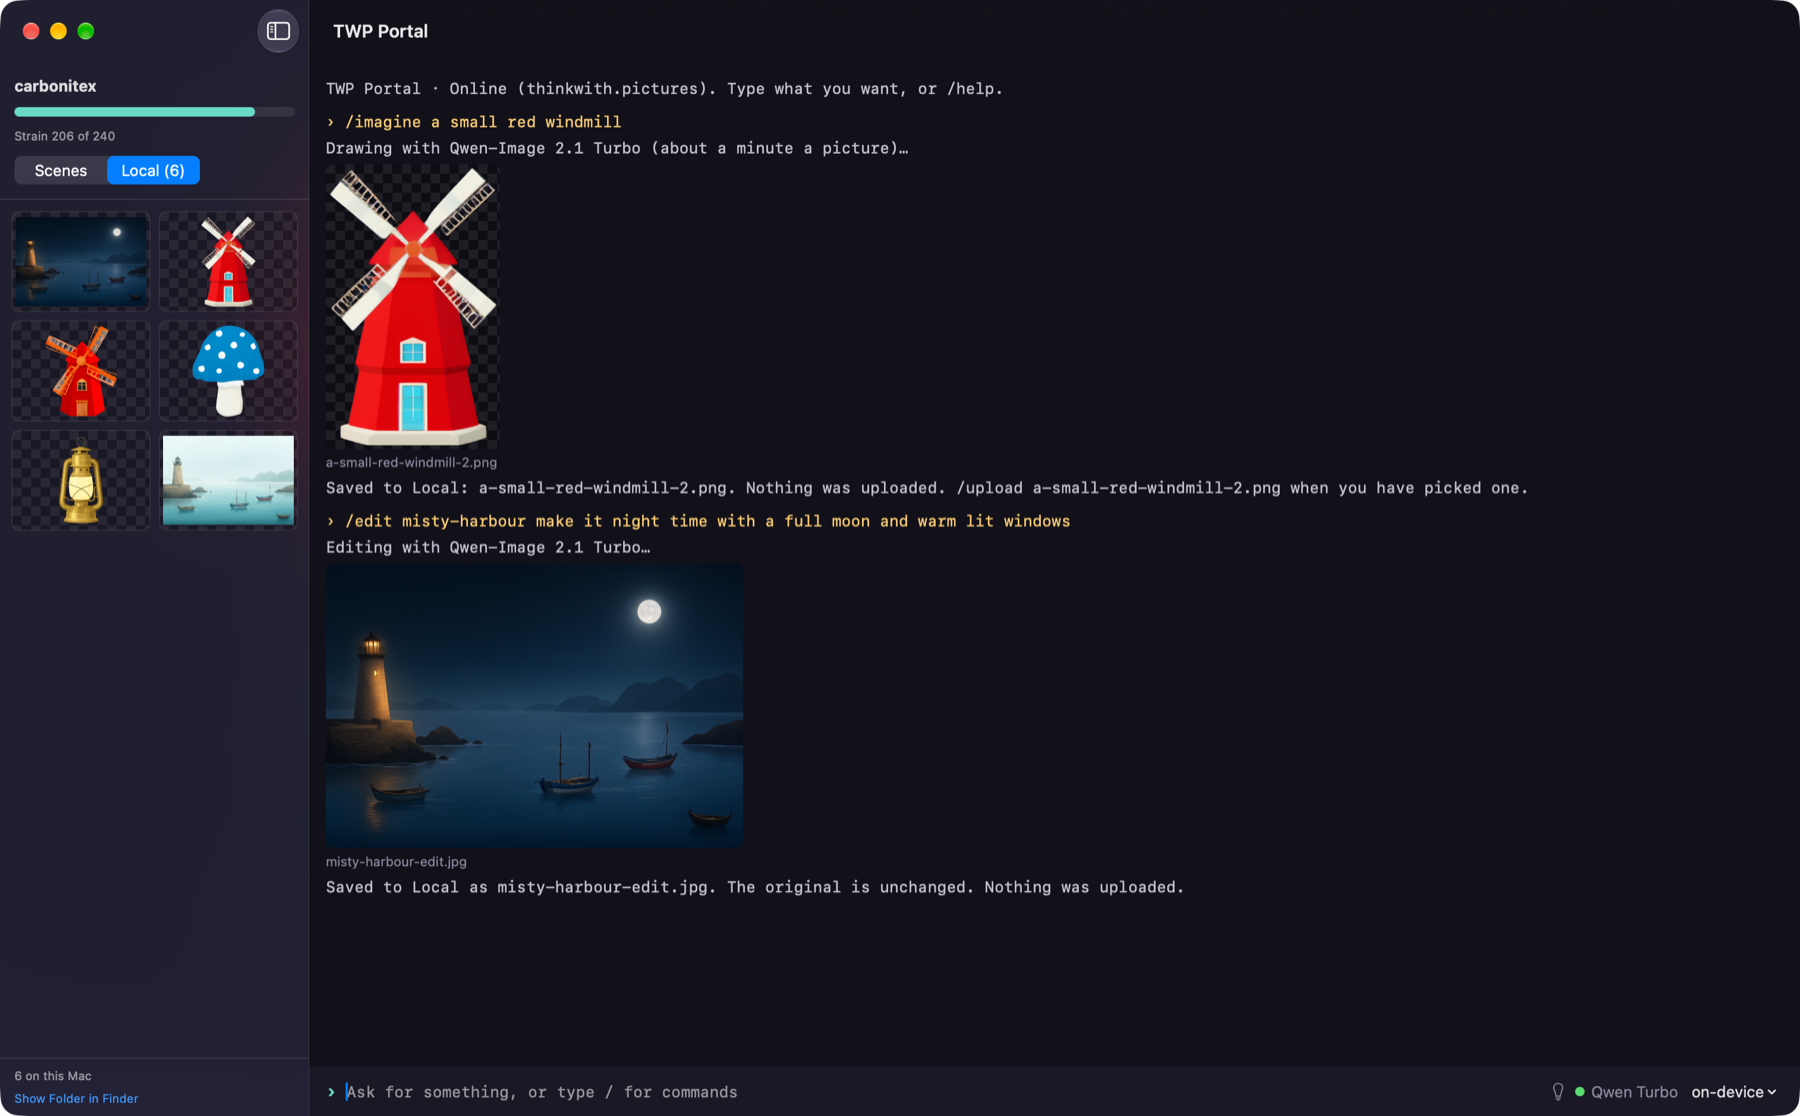 TWP Portal
carbonitex
Strain 206 of 240
Scenes
Local (6)
TWP Portal · Online (thinkwith.pictures). Type what you want, or /help.
› /imagine a small red windmill
Drawing with Qwen-Image 2.1 Turbo (about a minute a picture)…
a-small-red-windmill-2.png
Saved to Local: a-small-red-windmill-2.png. Nothing was uploaded. /upload a-small-red-windmill-2.png when you have picked one.
› /edit misty-harbour make it night time with a full moon and warm lit windows
Editing with Qwen-Image 2.1 Turbo…
misty-harbour-edit.jpg
Saved to Local as misty-harbour-edit.jpg. The original is unchanged. Nothing was uploaded.
6 on this Mac
Show Folder in Finder
› Ask for something, or type / for commands
Qwen Turbo
on-device